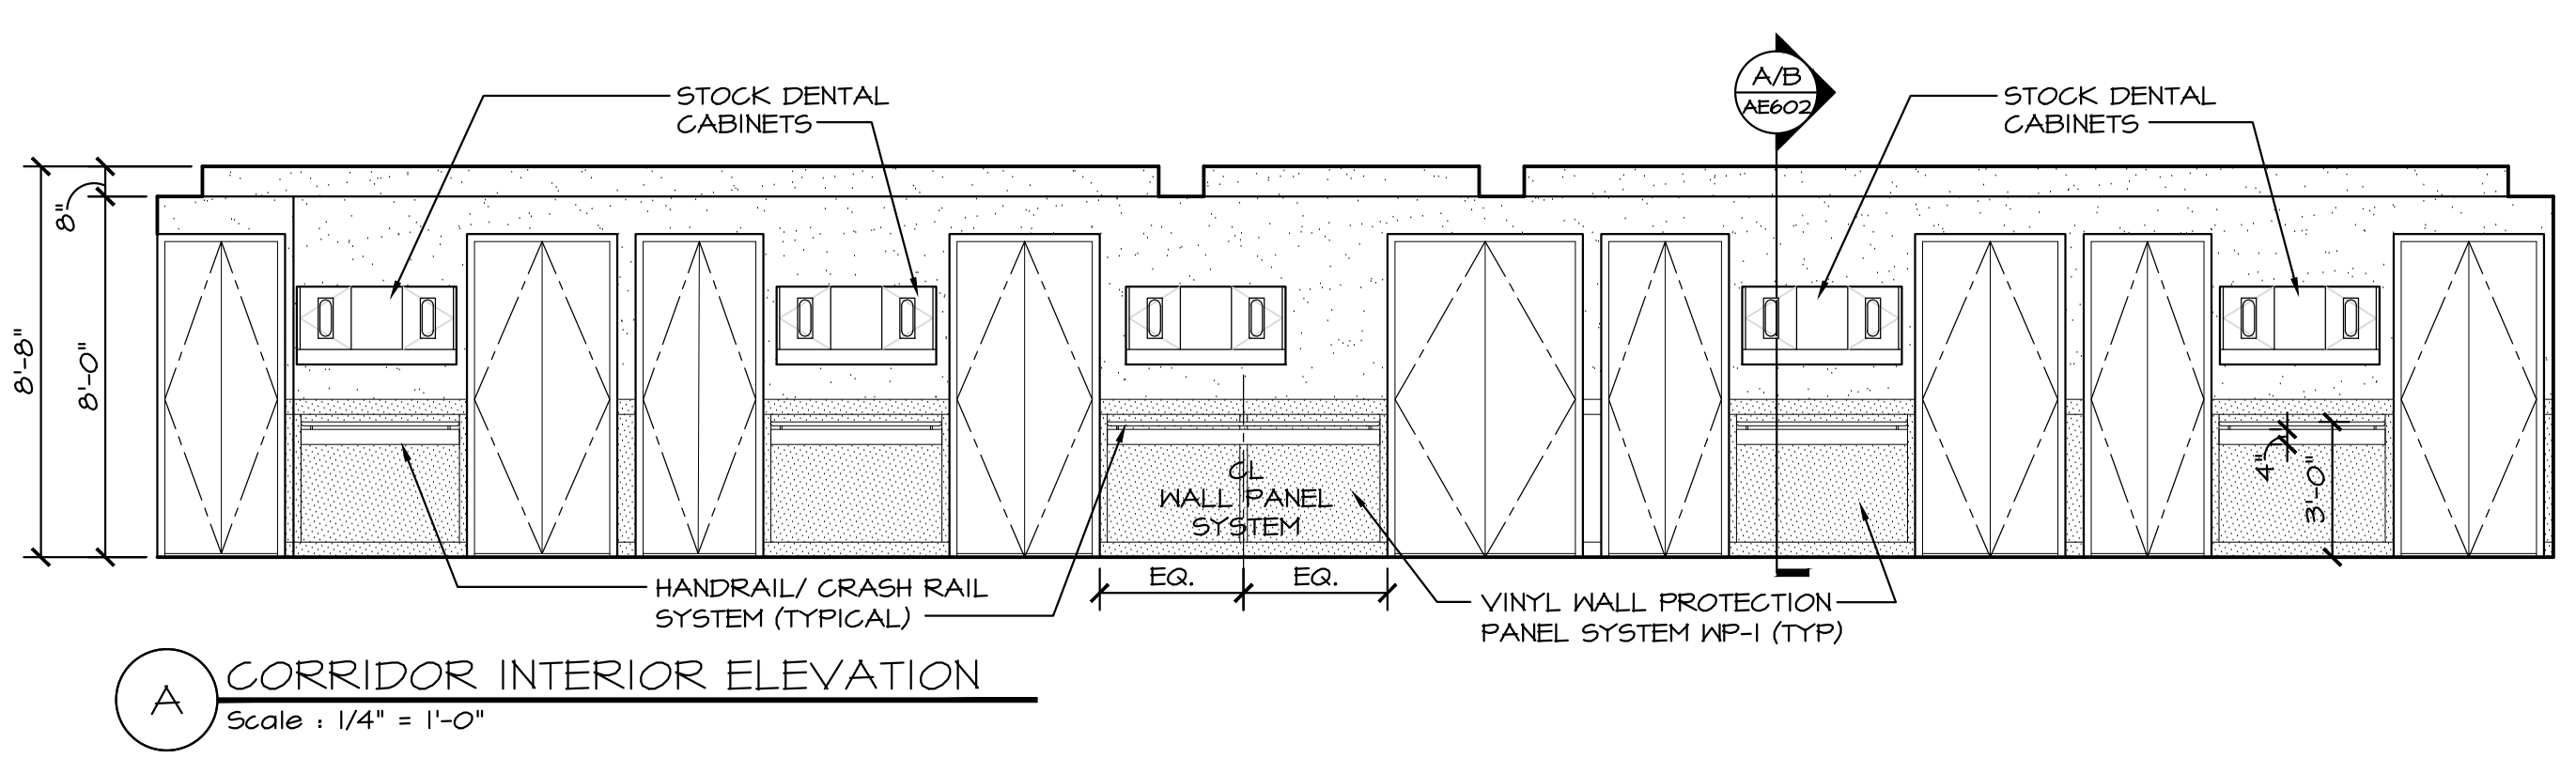 STOCK DENTAL
CABINETS
A/B
AE602
STOCK DENTAL
CABINETS
8"
8'-8"
8'-0"
CL
WALL PANEL
SYSTEM
4"
3'-0"
EQ.
EQ.
HANDRAIL/ CRASH RAIL
SYSTEM (TYPICAL)
VINYL WALL PROTECTION
PANEL SYSTEM WP-1 (TYP)
A
CORRIDOR INTERIOR ELEVATION
Scale : 1/4" = 1'-0"